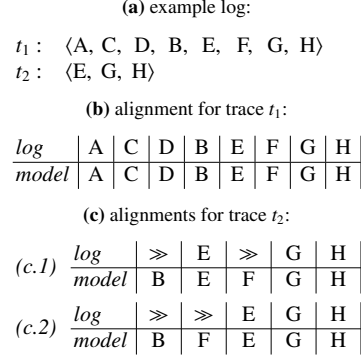 (a) example log:
t1 : ⟨A, C, D, B, E, F, G, H⟩
t2 : ⟨E, G, H⟩
(b) alignment for trace t1:
log A C D B E F G H
model A C D B E F G H
(c) alignments for trace t2:
(c.1) log ≫ E ≫ G H
model B E F G H
(c.2) log ≫ ≫ E G H
model B F E G H